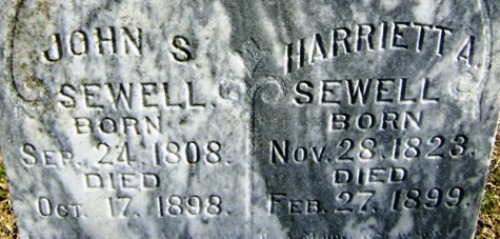 JOHN S.
SEWELL.
BORN
SEP. 24, 1808.
DIED
OCT. 17, 1898.
HARRIETT A.
SEWELL
BORN
NOV. 28, 1823.
DIED
FEB. 27, 1899.